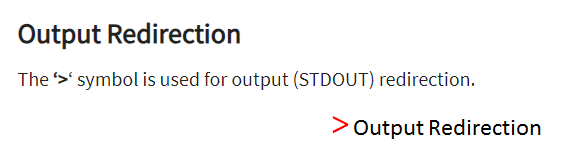 Output Redirection
The ‘>‘ symbol is used for output (STDOUT) redirection.
> Output Redirection